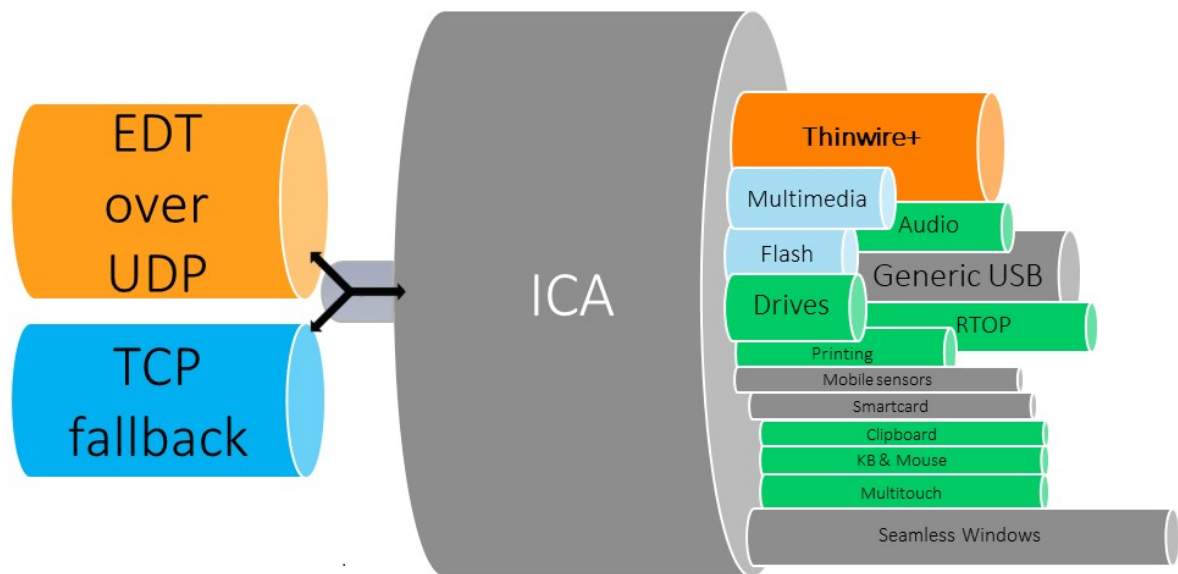 EDT
over
UDP
TCP
fallback
ICA
Thinwire+
Multimedia
Audio
Flash
Generic USB
Drives
RTOP
Printing
Mobile sensors
Smartcard
Clipboard
KB & Mouse
Multitouch
Seamless Windows